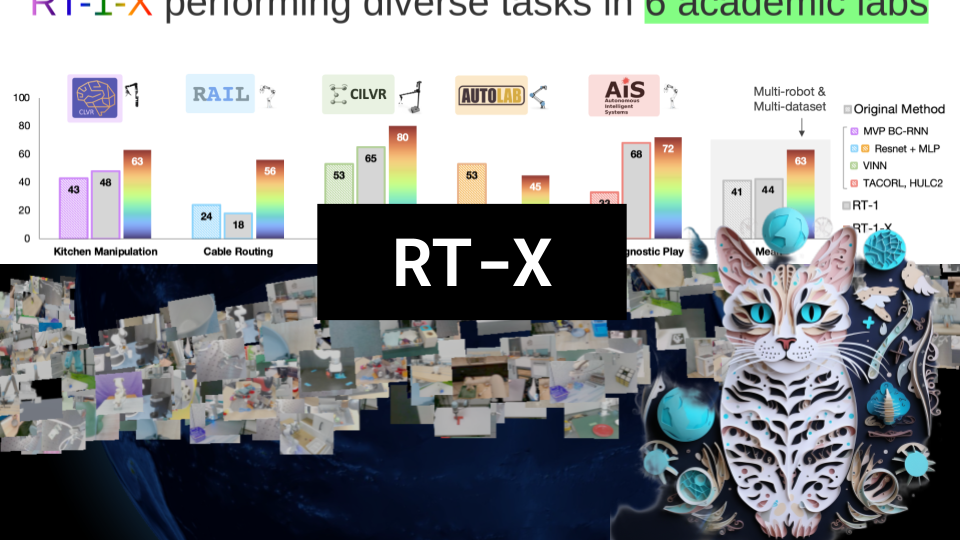 RT-1-X performing diverse tasks in 6 academic labs
Multi-robot &
Multi-dataset
CLVR
RAIL
CILVR
AUTOLAB
AiS
Autonomous
Intelligent
Systems
Original Method
MVP BC-RNN
Resnet + MLP
VINN
TACORL, HULC2
RT-1
RT-1-X
100
80
60
40
20
0
43
48
63
24
18
56
53
65
80
53
45
33
68
72
41
44
63
Kitchen Manipulation
Cable Routing
gnostic Play
Mea
RT-X